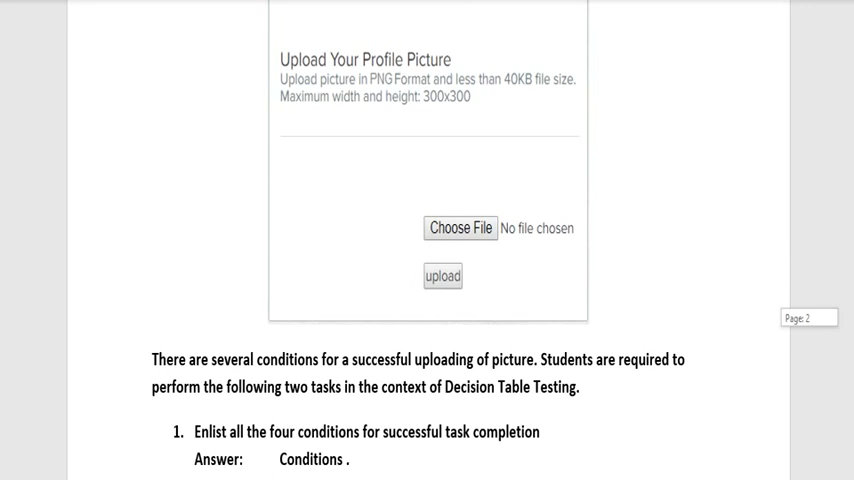 Upload Your Profile Picture
Upload picture in PNG Format and less than 40KB file size.
Maximum width and height: 300x300
Choose File No file chosen
upload
Page: 2
There are several conditions for a successful uploading of picture. Students are required to
perform the following two tasks in the context of Decision Table Testing.
1. Enlist all the four conditions for successful task completion
Answer: Conditions .